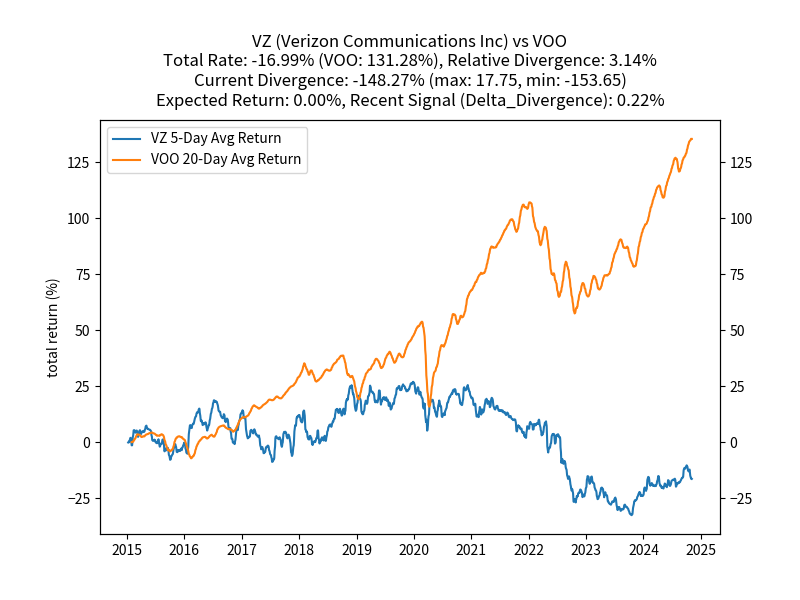 VZ (Verizon Communications Inc) vs VOO
Total Rate: -16.99% (VOO: 131.28%), Relative Divergence: 3.14%
Current Divergence: -148.27% (max: 17.75, min: -153.65)
Expected Return: 0.00%, Recent Signal (Delta_Divergence): 0.22%
VZ 5-Day Avg Return
VOO 20-Day Avg Return
total return (%)
125
100
75
50
25
0
−25
125
100
75
50
25
0
−25
2015 2016 2017 2018 2019 2020 2021 2022 2023 2024 2025